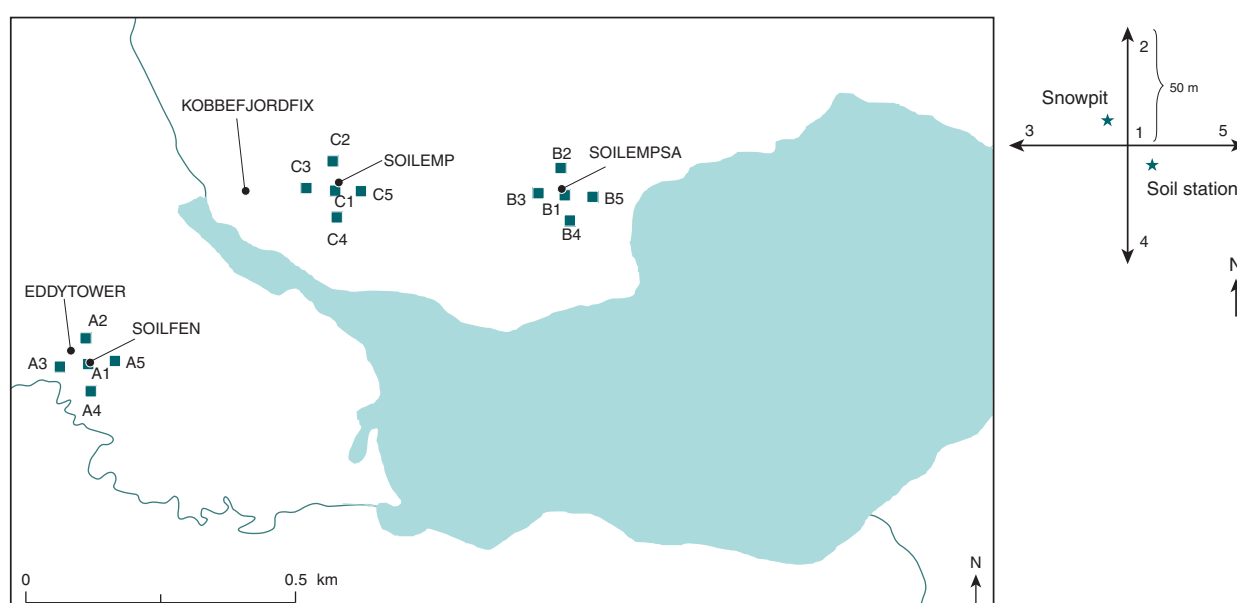 KOBBEFJORDFIX
C2
C3
SOILEMP
C1
C5
C4
B2
SOILEMPSA
B3
B1
B5
B4
EDDYTOWER
A2
SOILFEN
A3
A1
A5
A4
0
0.5 km
N
2
50 m
Snowpit
3
1
5
Soil station
4
N